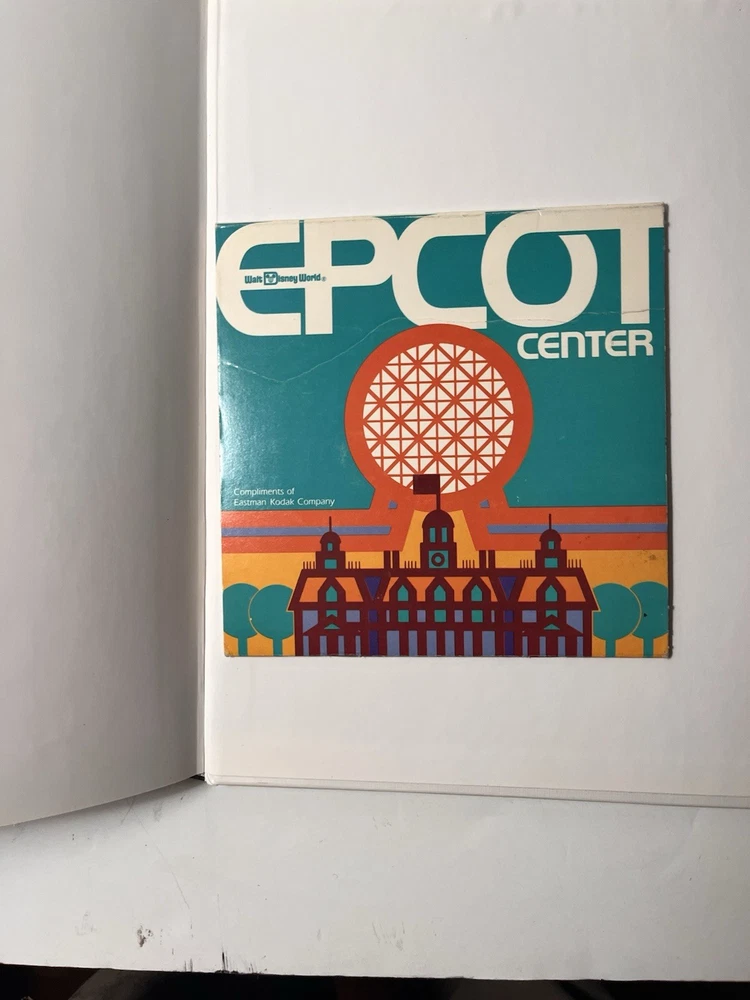 EPCOT
Walt Disney World®
CENTER
Compliments of
Eastman Kodak Company